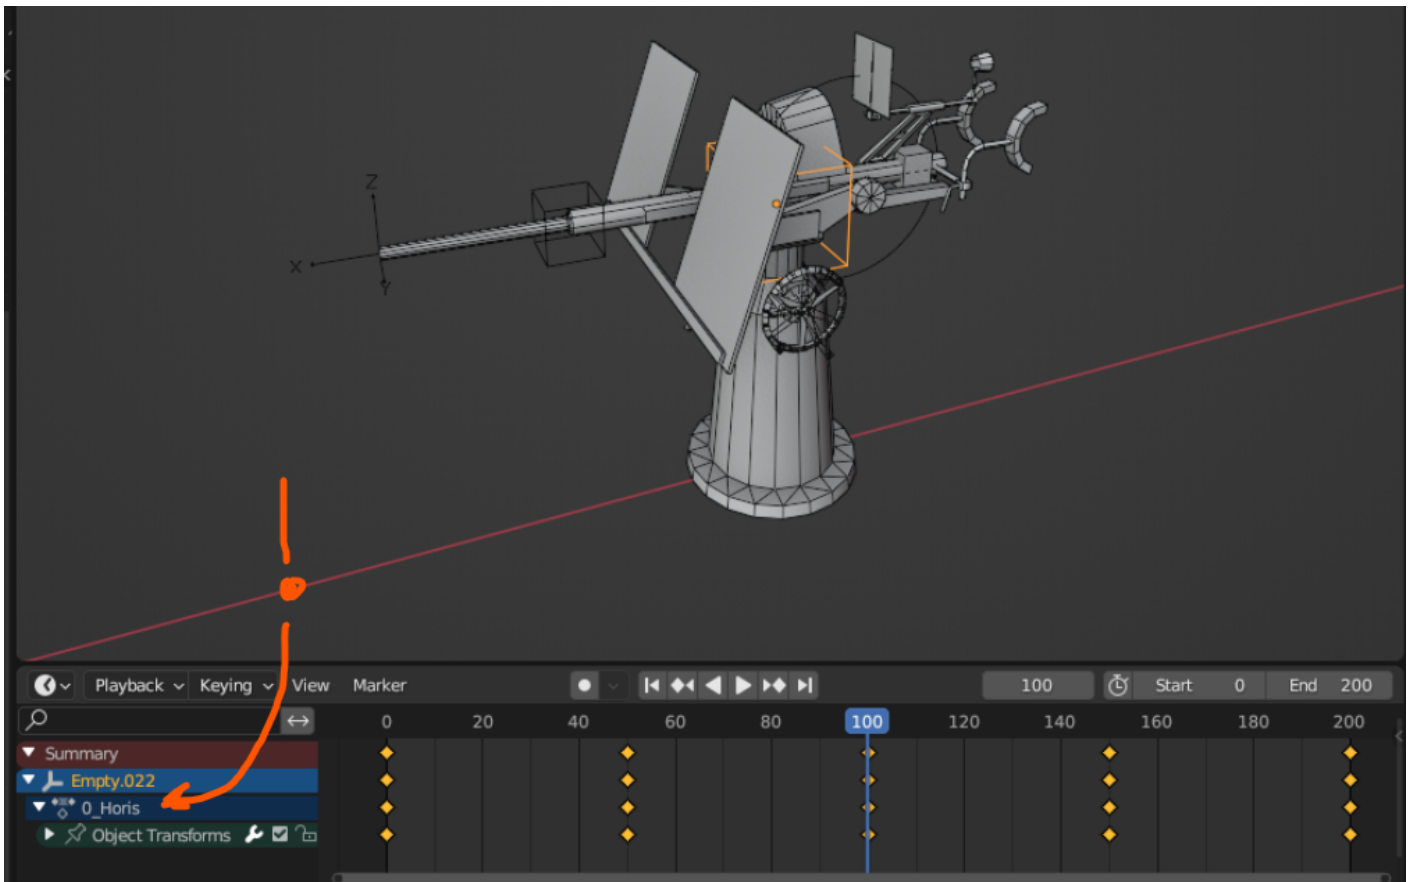 Z
X
Y
Playback Keying View Marker 100 Start 0 End 200
0 20 40 60 80 100 120 140 160 180 200
Summary
Empty.022
0_Horis
Object Transforms